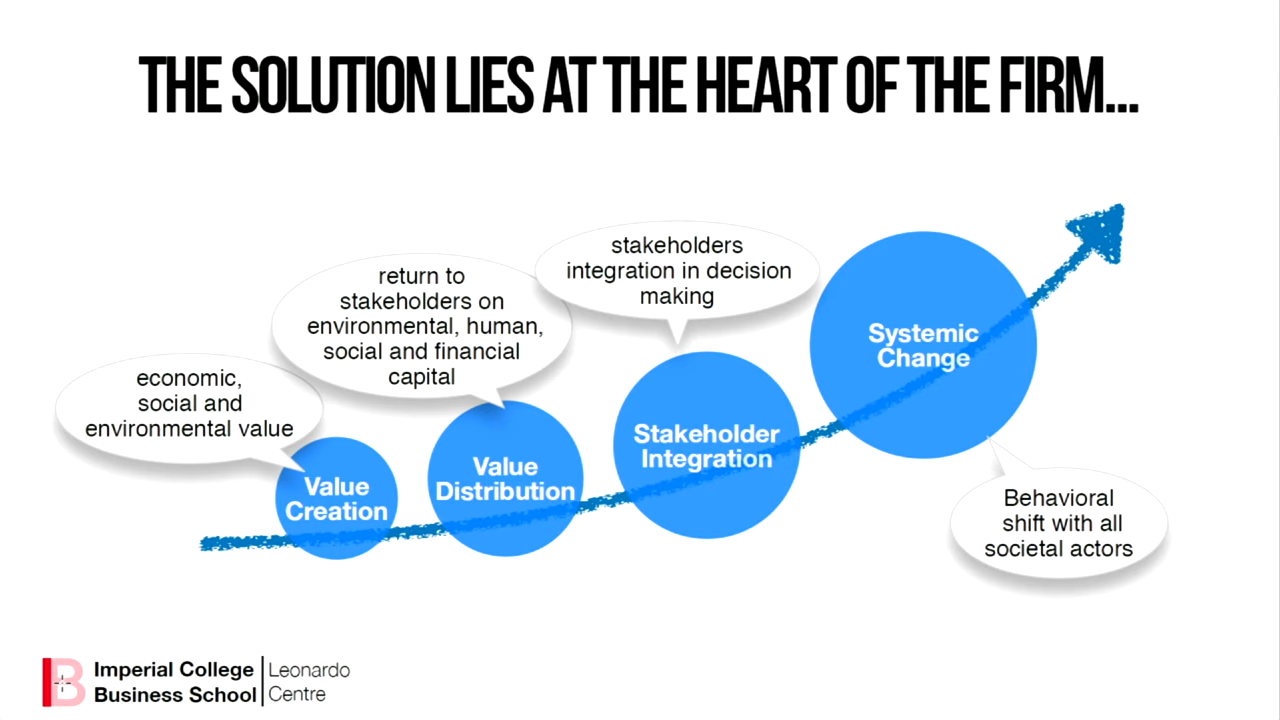 THE SOLUTION LIES AT THE HEART OF THE FIRM...
economic,
social and
environmental value
Value
Creation
return to
stakeholders on
environmental, human,
social and financial
capital
Value
Distribution
stakeholders
integration in decision
making
Stakeholder
Integration
Systemic
Change
Behavioral
shift with all
societal actors
B
Imperial College
Business School
Leonardo
Centre